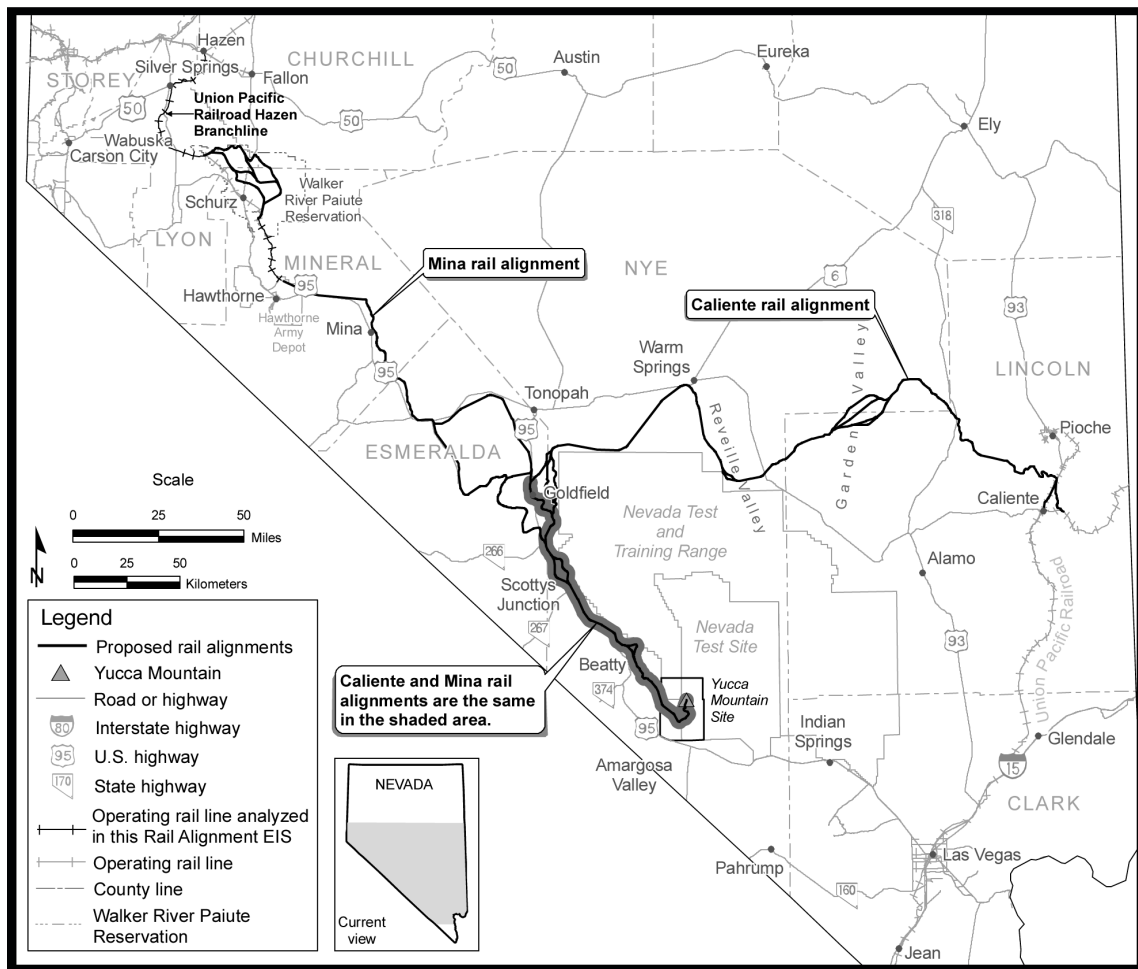 Hazen
CHURCHILL
50
Austin
Eureka
STOREY
Silver Springs
Fallon
50
Union Pacific
Railroad Hazen
Branchline
50
Ely
Wabuska
Carson City
Walker
River Paiute
Reservation
Schurz
318
LYON
MINERAL
Mina rail alignment
NYE
6
Hawthorne
95
Caliente rail alignment
93
Hawthorne
Army
Depot
Mina
Warm
Springs
LINCOLN
95
Tonopah
Garden Valley
Reveille Valley
95
Pioche
ESMERALDA
Goldfield
Caliente
Scale
0 25 50
Miles
0 25 50
Kilometers
N
Nevada Test
and
Training Range
266
Alamo
Scottys
Junction
Union Pacific Railroad
267
Nevada
Test Site
93
Beatty
Caliente and Mina rail
alignments are the same
in the shaded area.
374
Yucca
Mountain
Site
95
Indian
Springs
Glendale
Amargosa
Valley
15
CLARK
Pahrump
Las Vegas
160
Jean
Legend
Proposed rail alignments
Yucca Mountain
Road or highway
80
Interstate highway
95
U.S. highway
170
State highway
Operating rail line analyzed
in this Rail Alignment EIS
Operating rail line
County line
Walker River Paiute
Reservation
NEVADA
Current
view